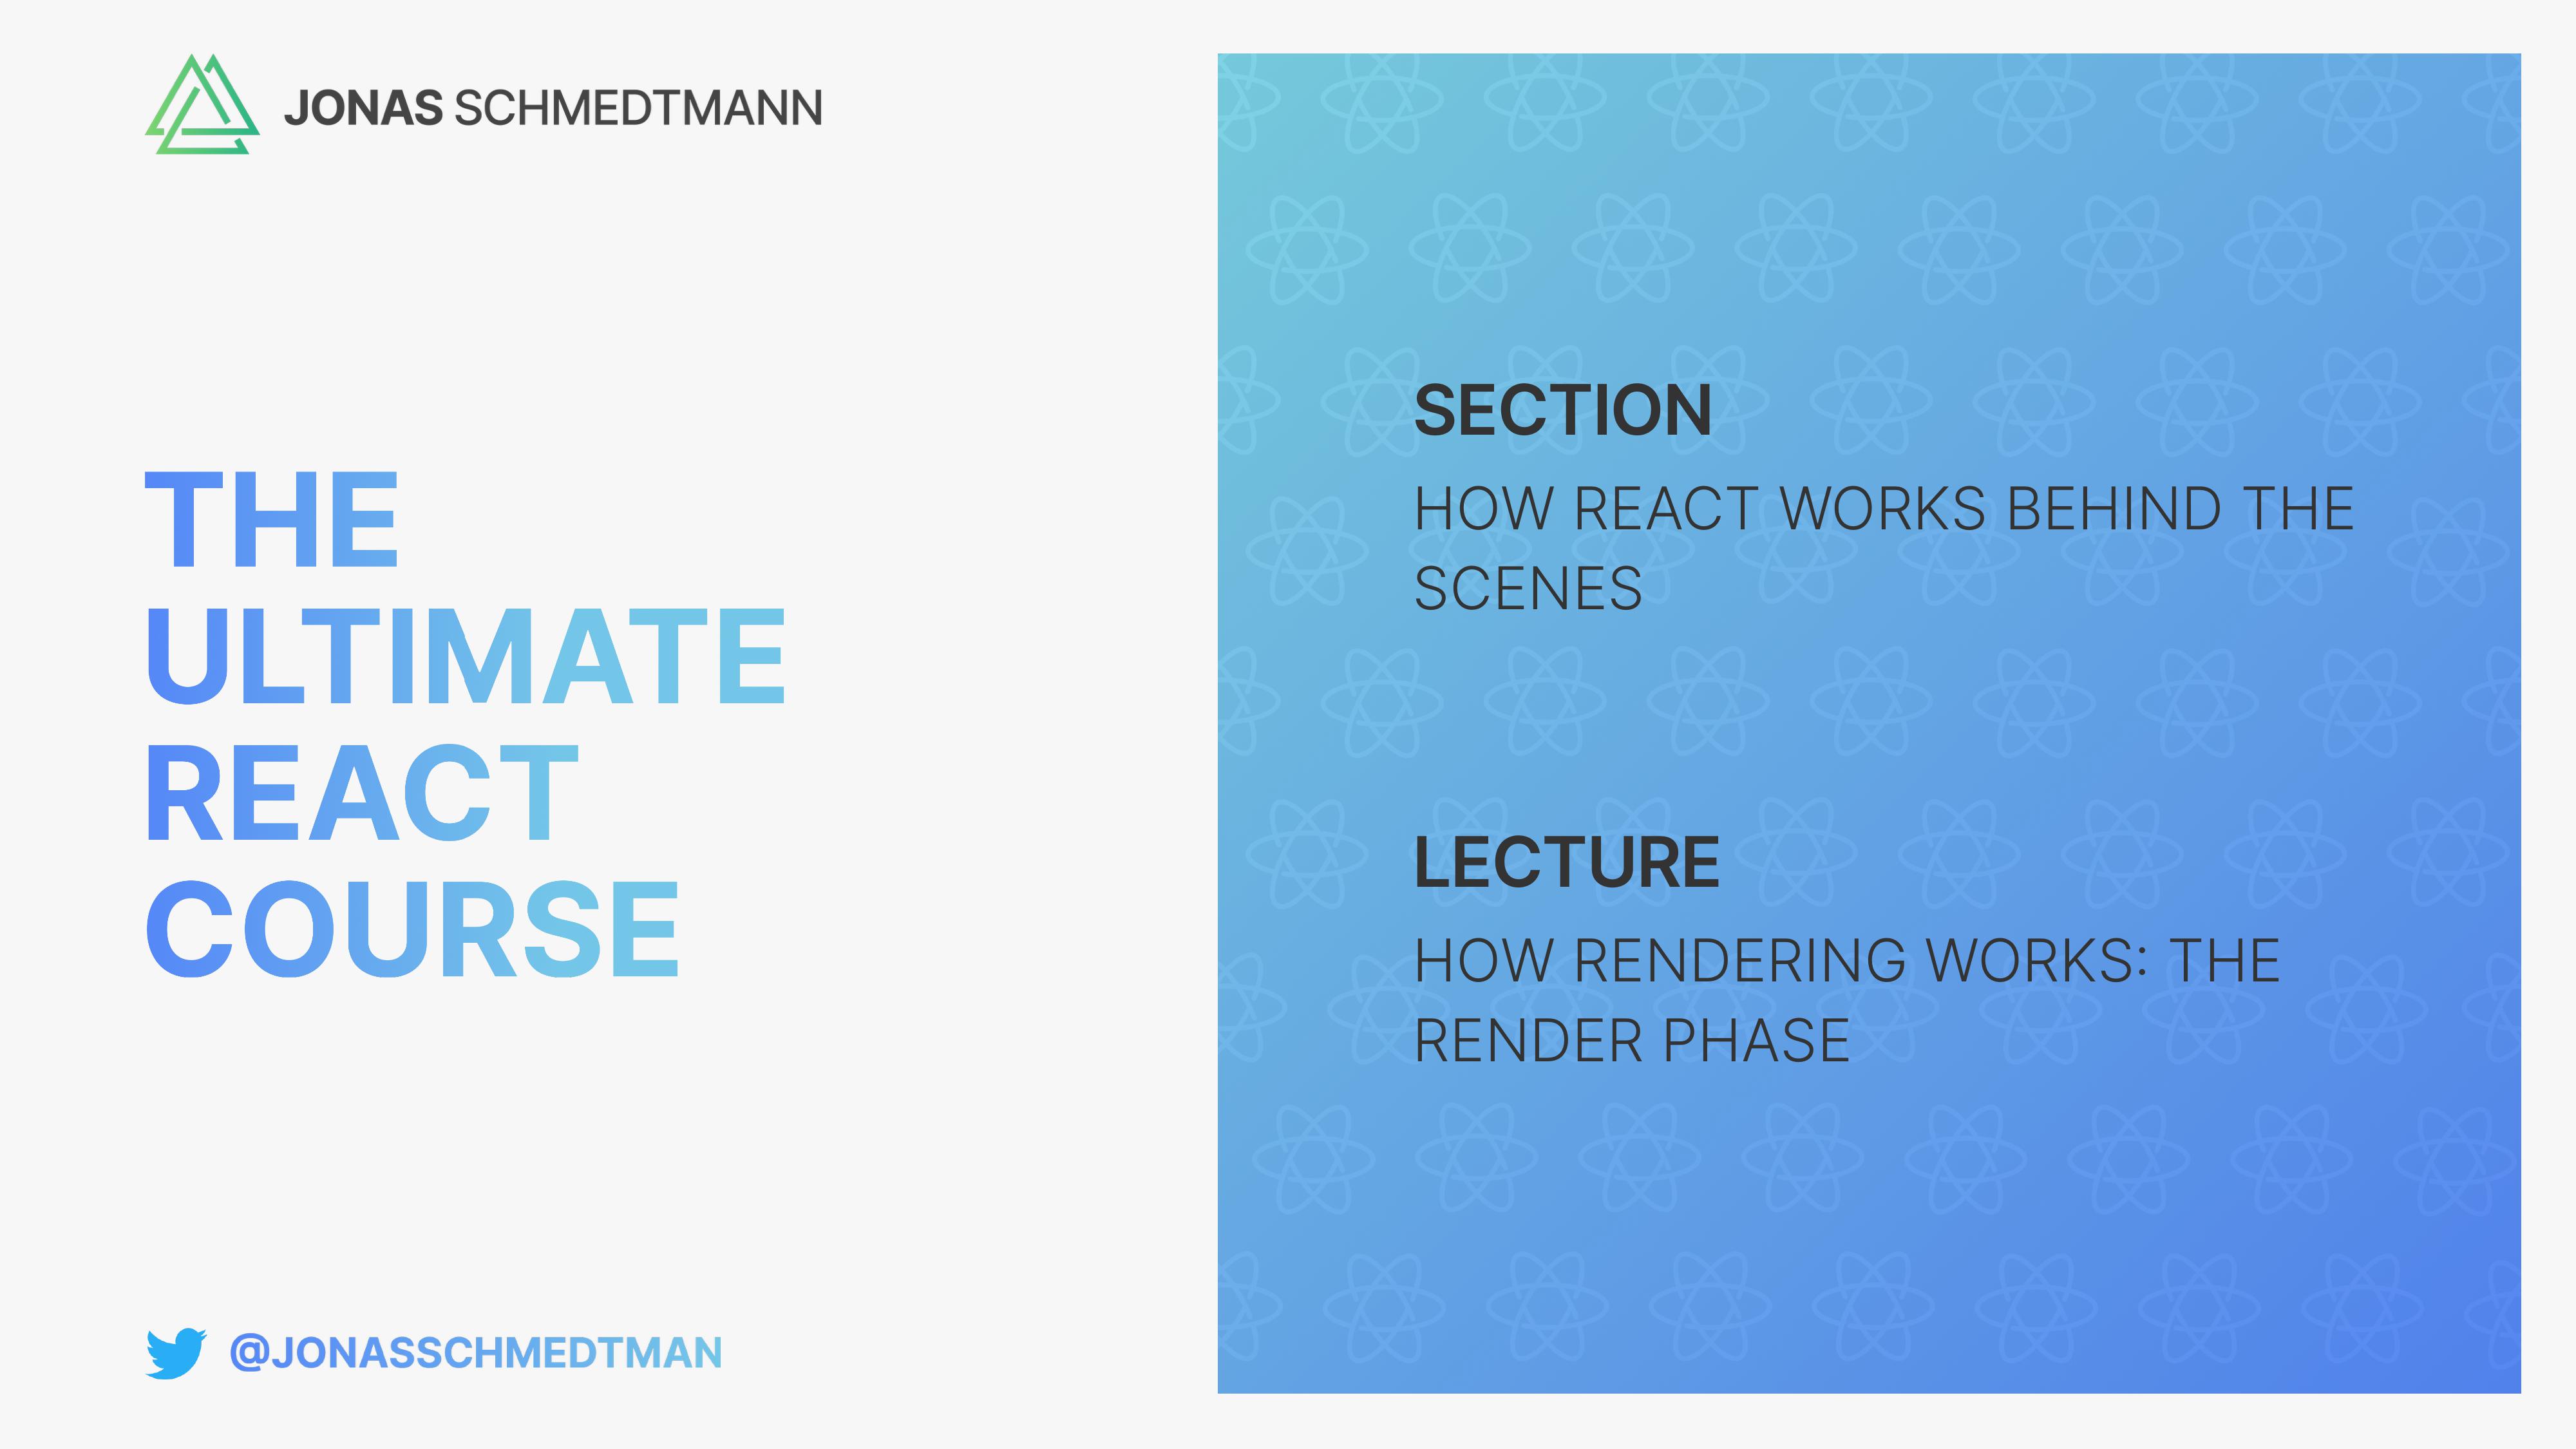 JONAS SCHMEDTMANN
THE
ULTIMATE
REACT
COURSE
@JONASSCHMEDTMAN
SECTION
HOW REACT WORKS BEHIND THE
SCENES
LECTURE
HOW RENDERING WORKS: THE
RENDER PHASE